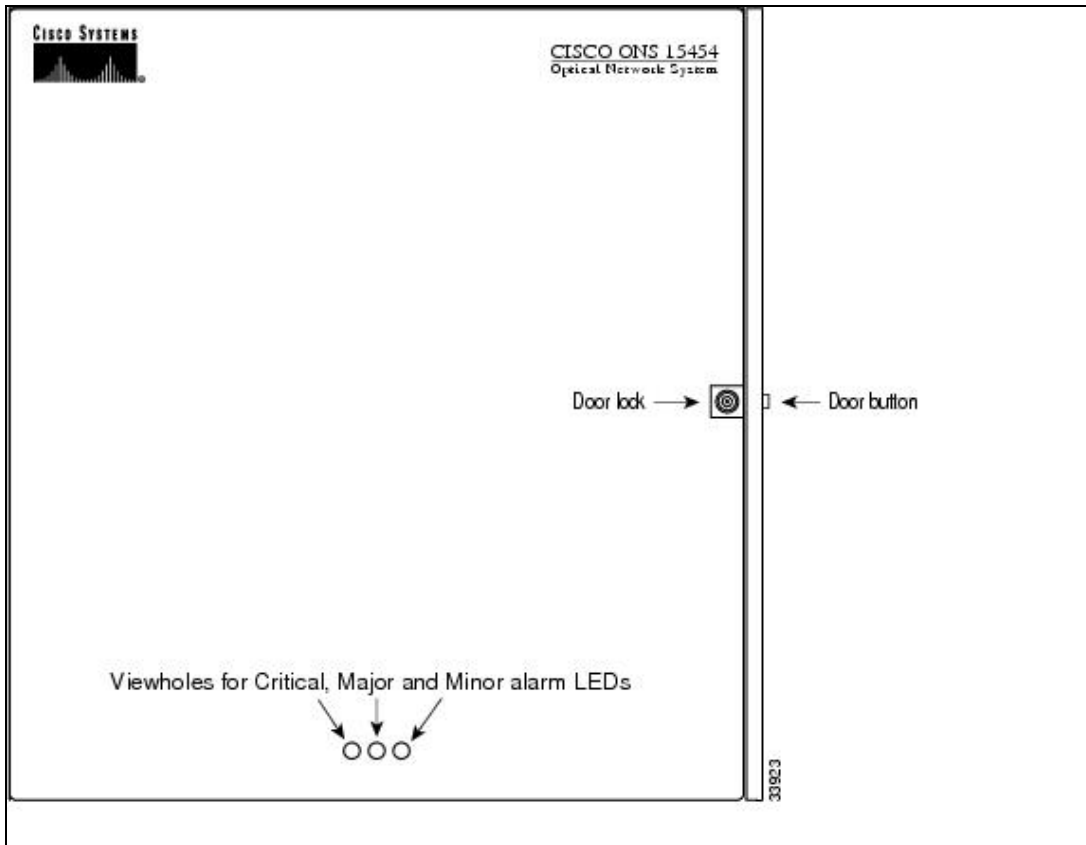 CISCO SYSTEMS
CISCO ONS 15454
Optical Network System
Door lock
Door button
Viewholes for Critical, Major and Minor alarm LEDs
33923